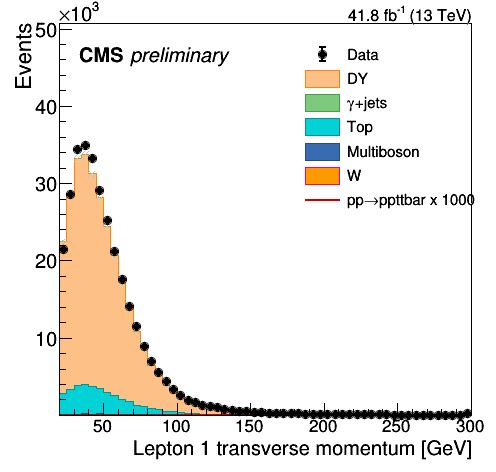 ×10³
41.8 fb⁻¹ (13 TeV)
Events
CMS preliminary
Data
DY
γ+jets
Top
Multiboson
W
pp→ppttbar x 1000
50
40
30
20
10
50 100 150 200 250 300
Lepton 1 transverse momentum [GeV]